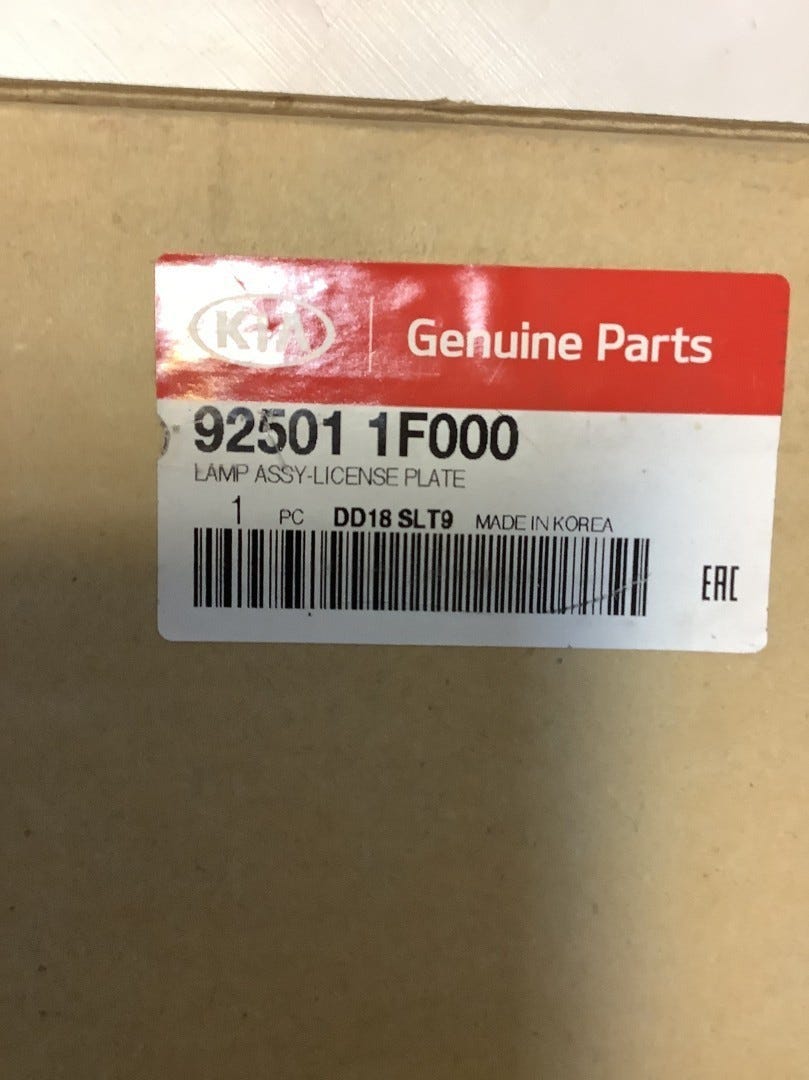 KIA Genuine Parts
92501 1F000
LAMP ASSY-LICENSE PLATE
1 PC DD18 SLT9 MADE IN KOREA
EAC